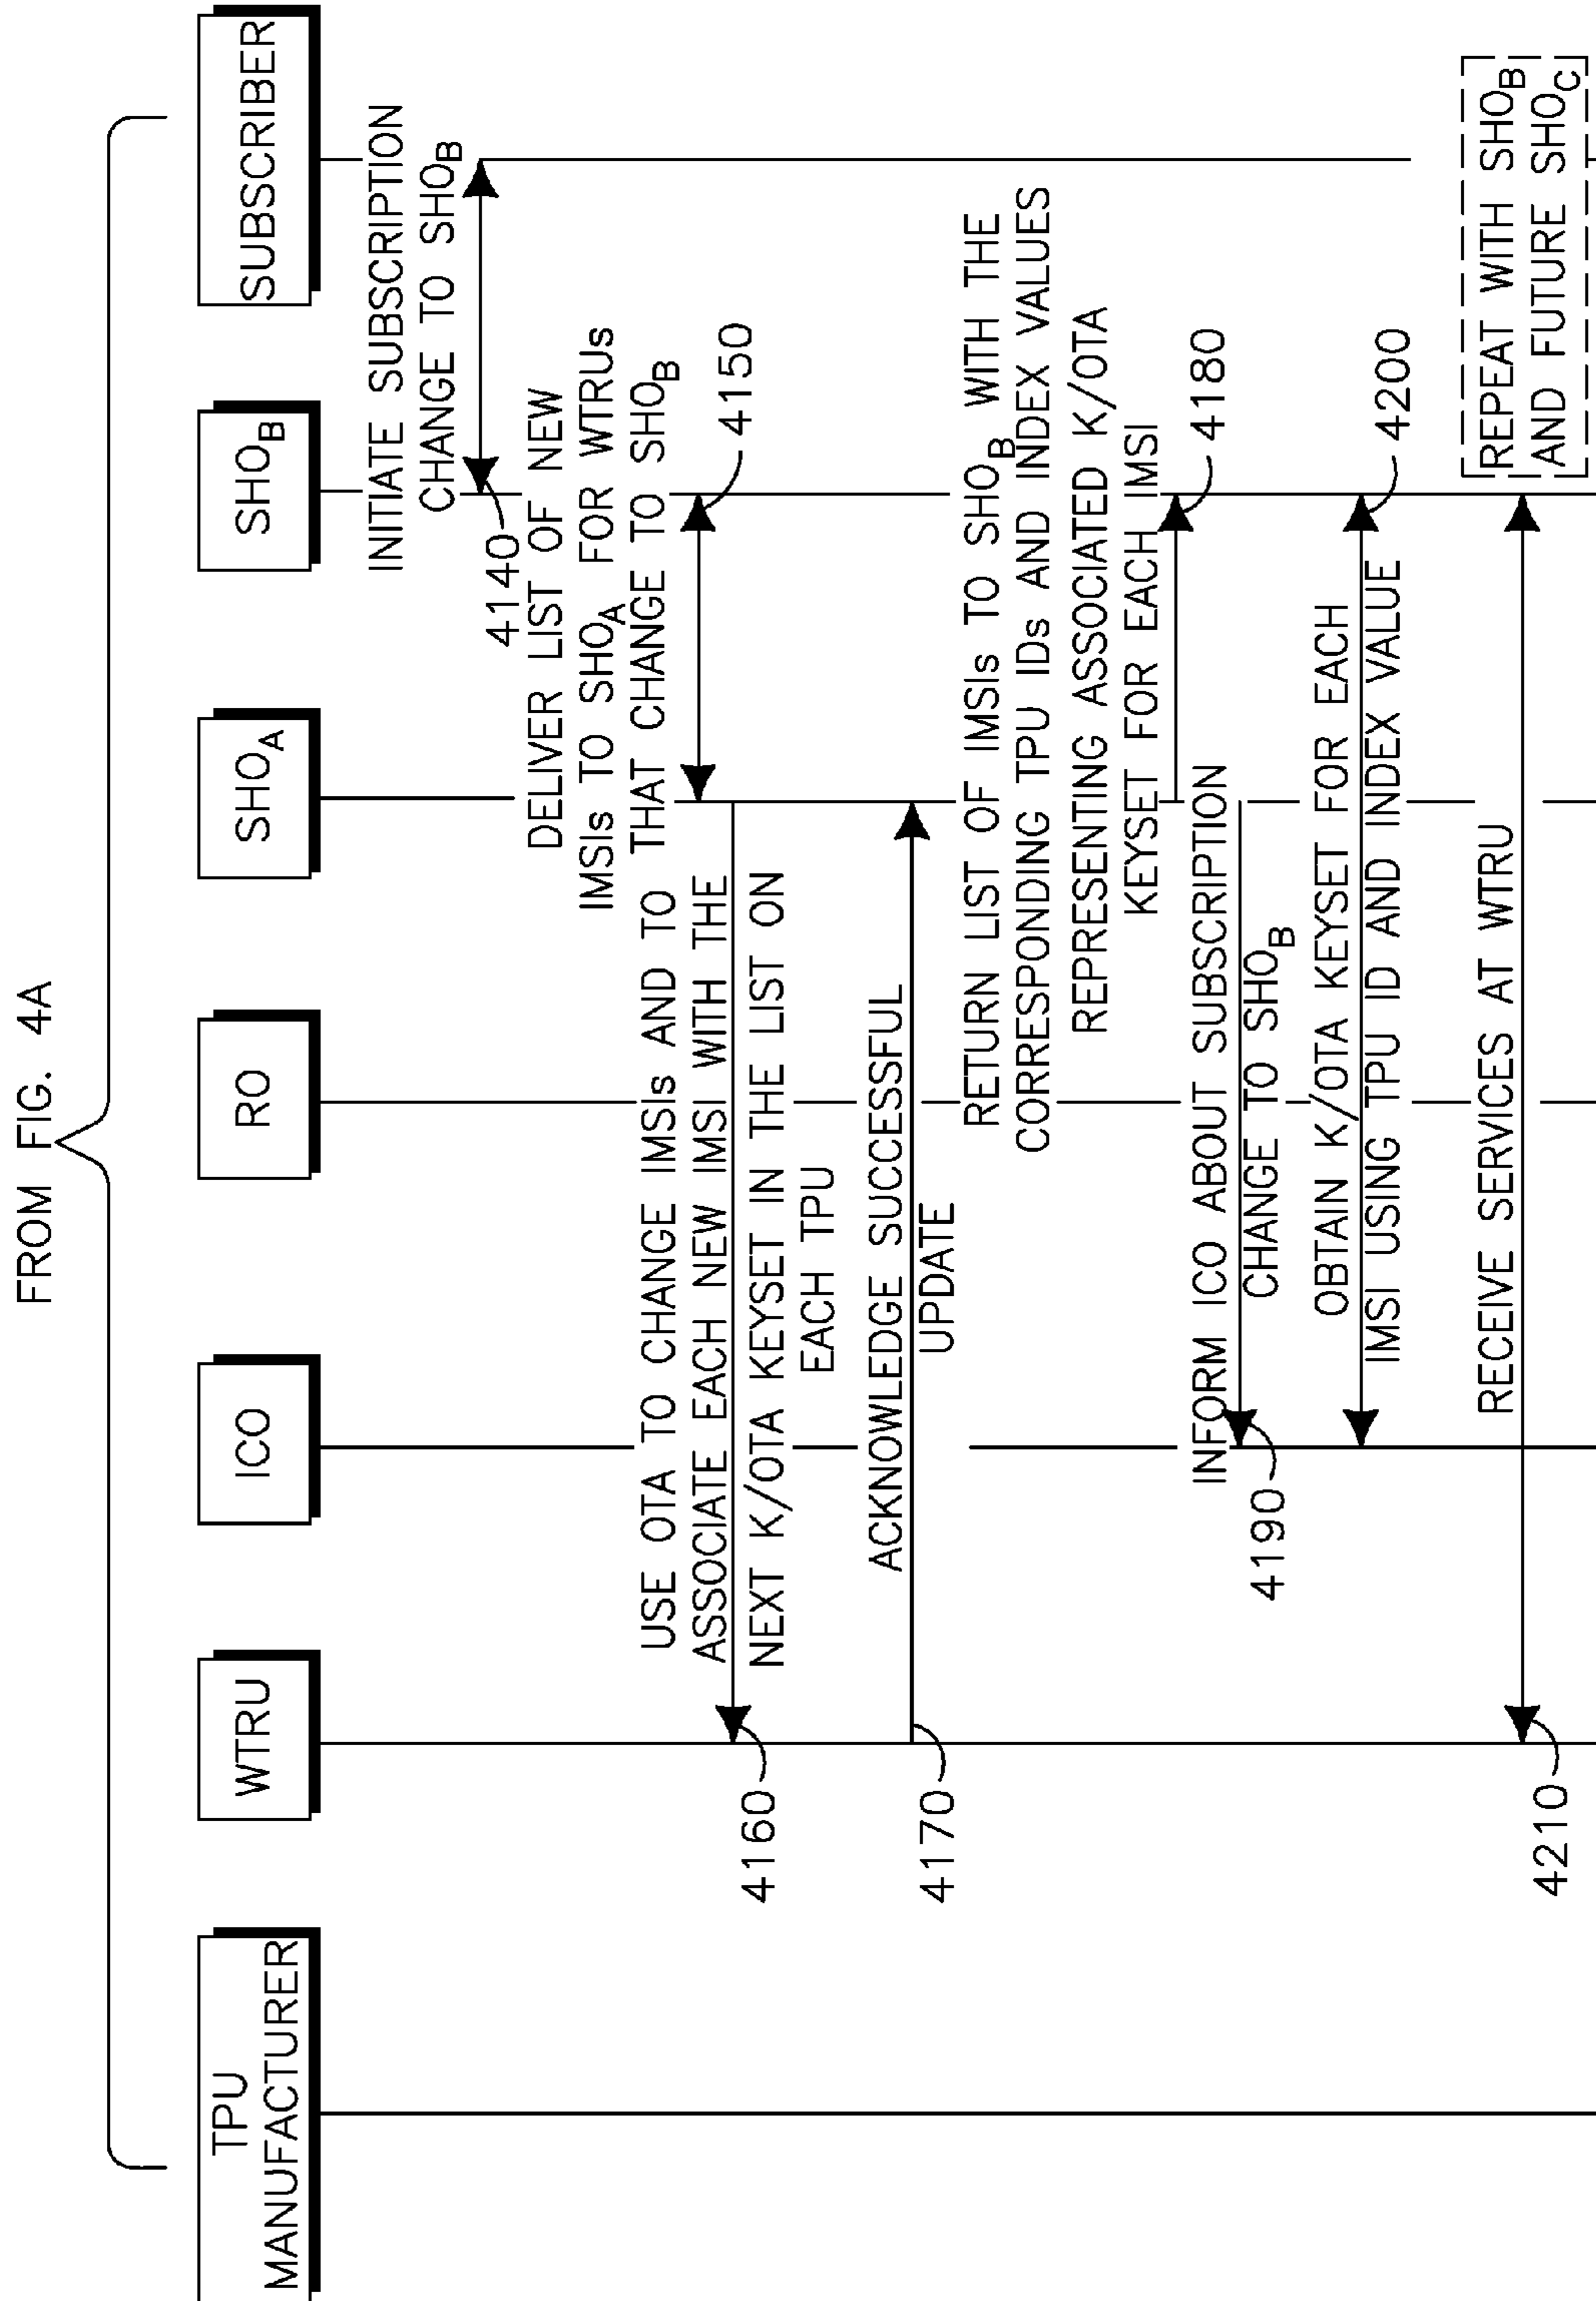 FROM FIG. 4A
TPU
MANUFACTURER
WTRU
ICO
RO
SHOA
SHOB
SUBSCRIBER
INITIATE SUBSCRIPTION
CHANGE TO SHOB
4140
DELIVER LIST OF NEW
IMSIs TO SHOA FOR WTRUs
THAT CHANGE TO SHOB
4150
USE OTA TO CHANGE IMSIs AND TO
ASSOCIATE EACH NEW IMSI WITH THE
NEXT K/OTA KEYSET IN THE LIST ON
EACH TPU
4160
ACKNOWLEDGE SUCCESSFUL
UPDATE
4170
RETURN LIST OF IMSIs TO SHOB WITH THE
CORRESPONDING TPU IDs AND INDEX VALUES
REPRESENTING ASSOCIATED K/OTA
KEYSET FOR EACH IMSI
4180
INFORM ICO ABOUT SUBSCRIPTION
CHANGE TO SHOB
4190
OBTAIN K/OTA KEYSET FOR EACH
IMSI USING TPU ID AND INDEX VALUE
4200
RECEIVE SERVICES AT WTRU
4210
REPEAT WITH SHOB
AND FUTURE SHOC